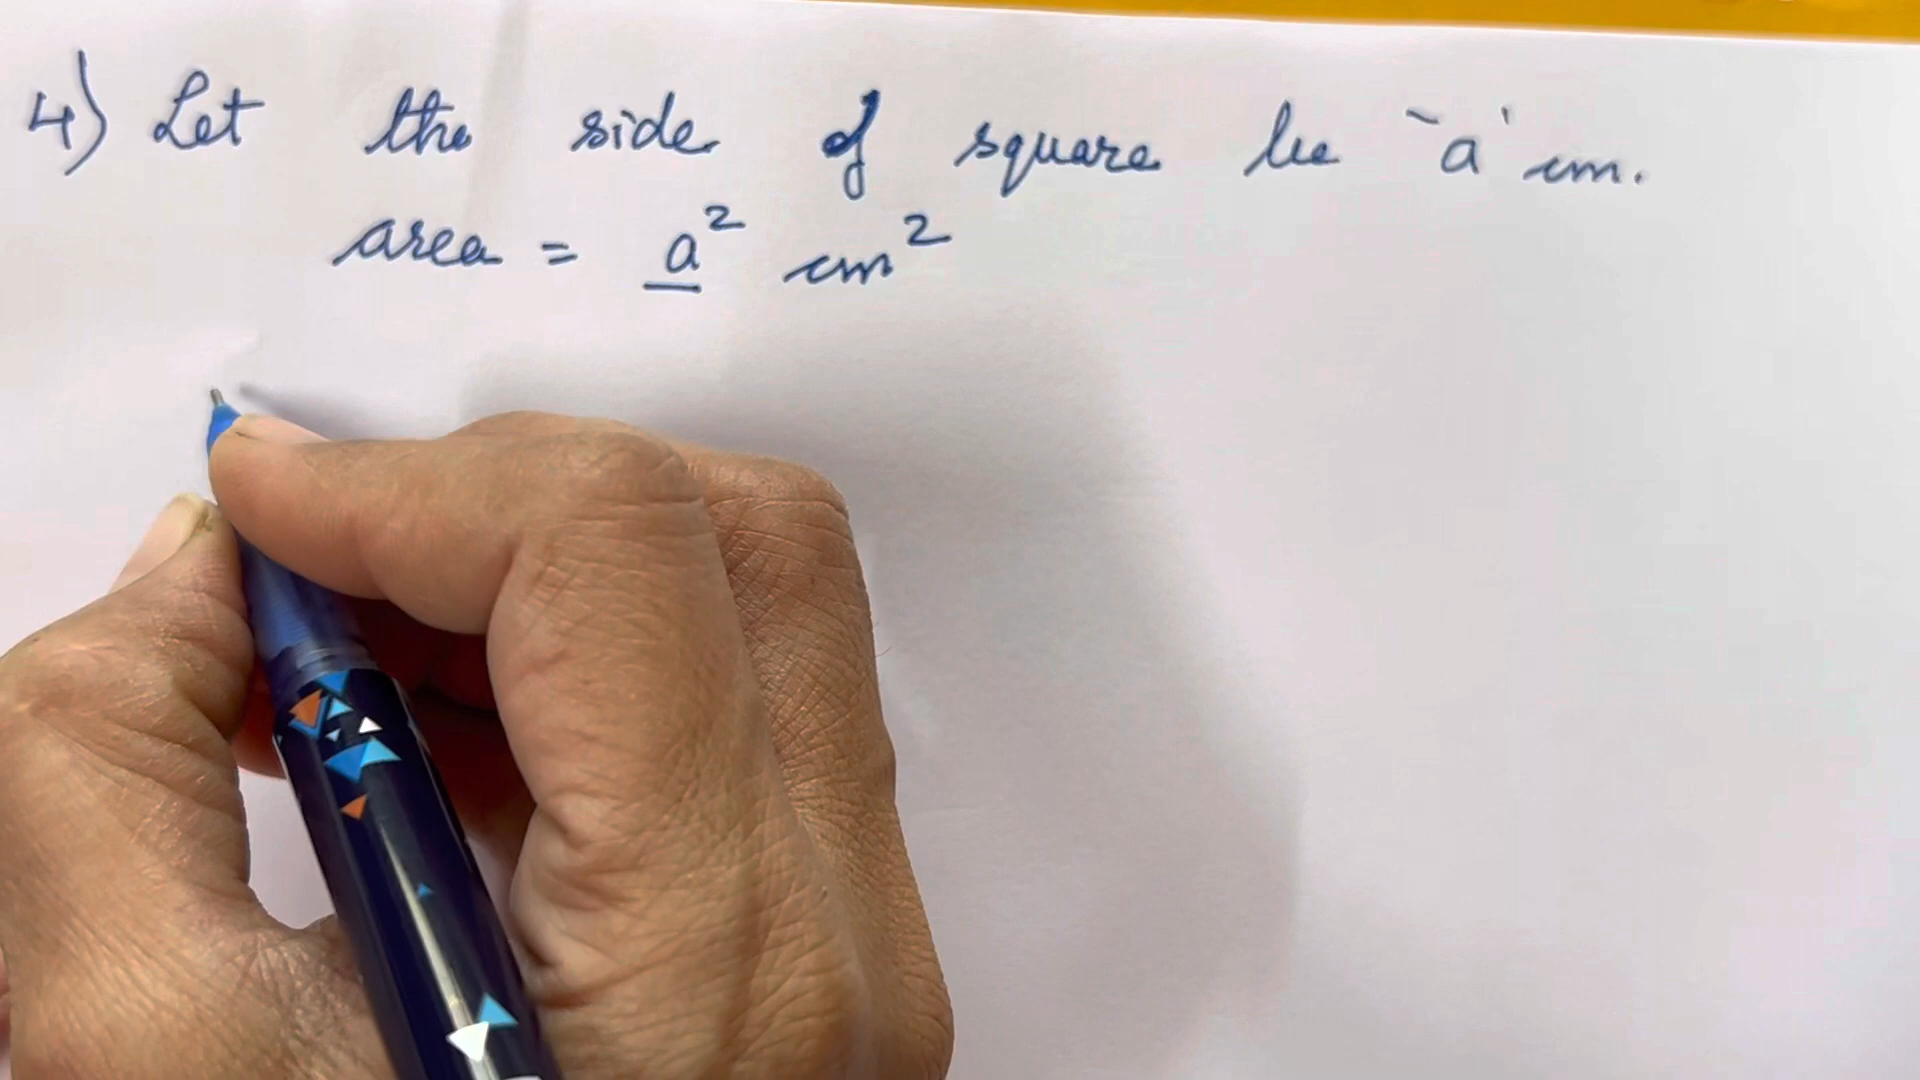 4) Let the side of square be `a' cm.
area = a² cm²